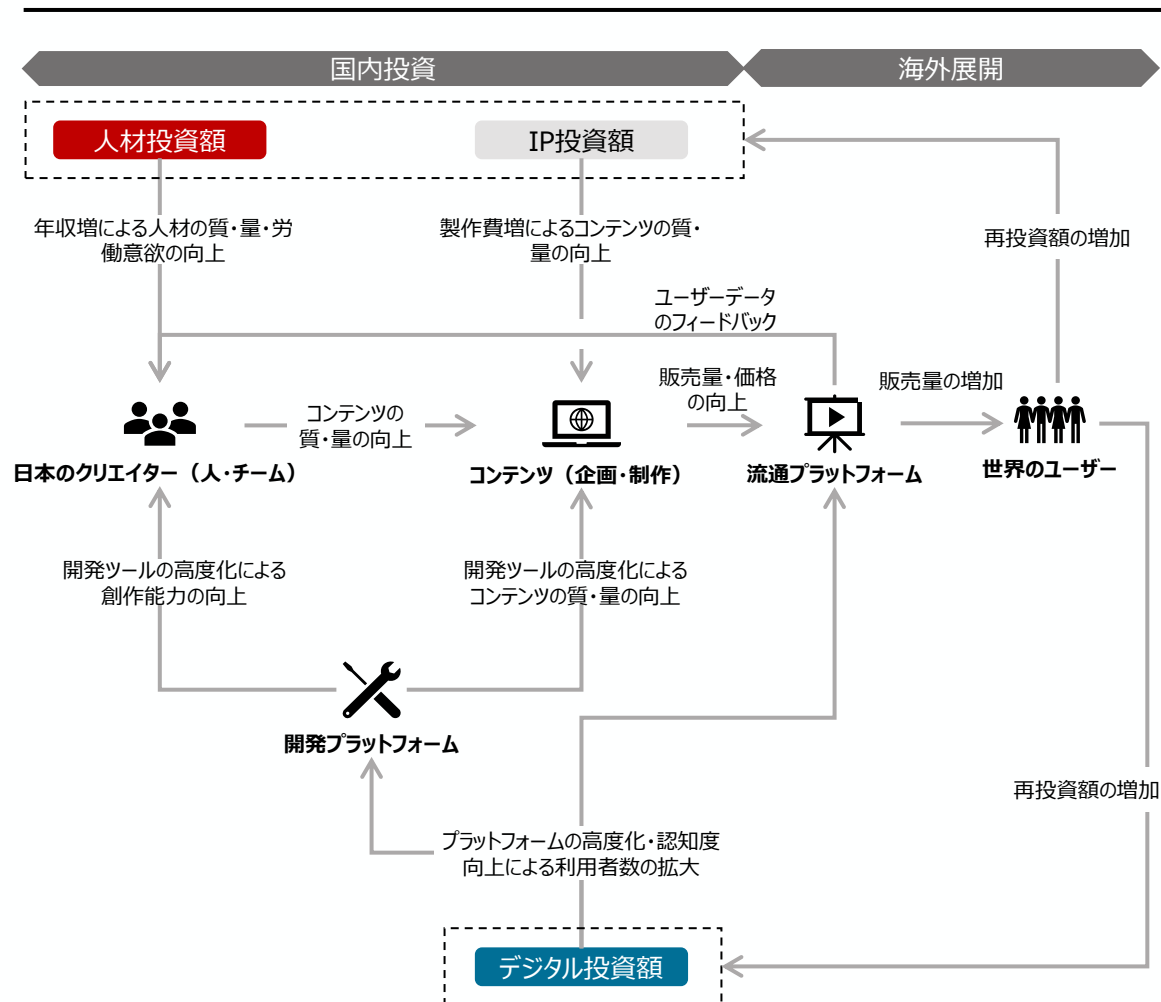 国内投資
海外展開
人材投資額
IP投資額
年収増による人材の質・量・労
働意欲の向上
製作費増によるコンテンツの質・
量の向上
再投資額の増加
ユーザーデータ
のフィードバック
販売量・価格
の向上
販売量の増加
コンテンツの
質・量の向上
日本のクリエイター（人・チーム）
コンテンツ（企画・制作）
流通プラットフォーム
世界のユーザー
開発ツールの高度化による
創作能力の向上
開発ツールの高度化による
コンテンツの質・量の向上
開発プラットフォーム
再投資額の増加
プラットフォームの高度化・認知度
向上による利用者数の拡大
デジタル投資額